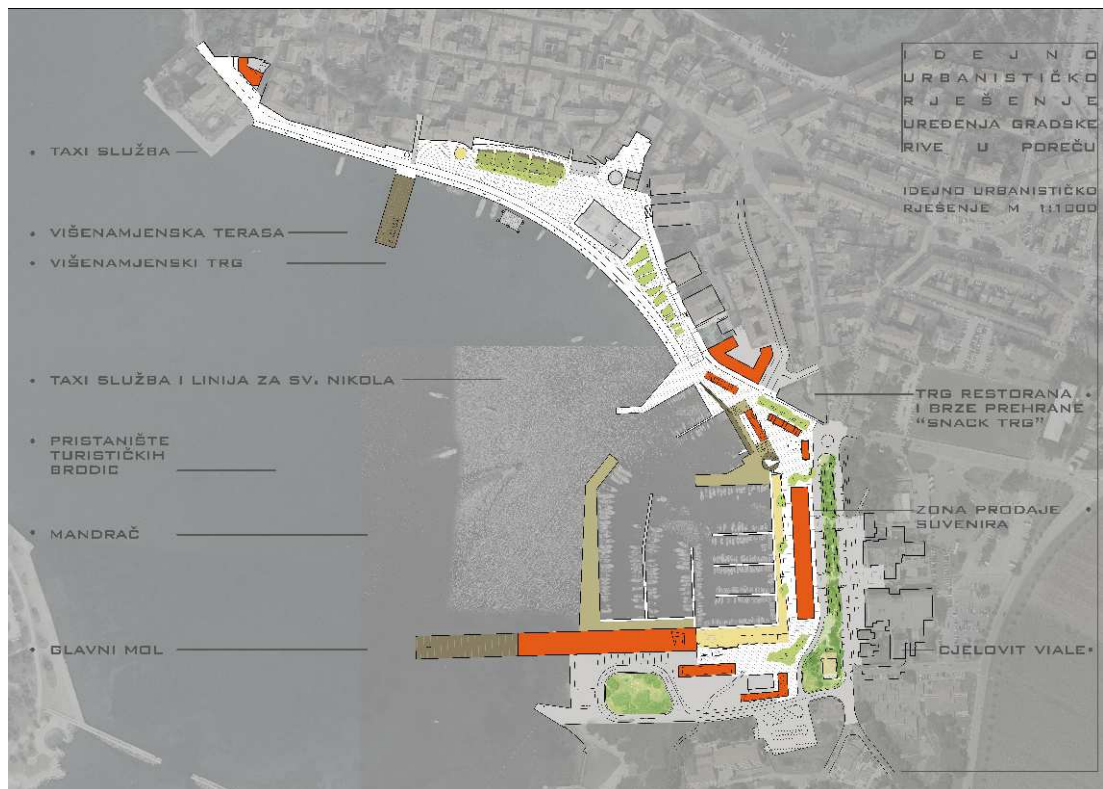 I D E J N O
URBANISTIČKO
RJEŠENJE
UREĐENJA GRADSKE
RIVE U POREČU
IDEJNO URBANISTIČKO
RJEŠENJE M 1:1000
• TAXI SLUŽBA
• VIŠENAMJENSKA TERASA
• VIŠENAMJENSKI TRG
• TAXI SLUŽBA I LINIJA ZA SV. NIKOLA
• PRISTANIŠTE
TURISTIČKIH
BRODIC
• MANDRAČ
• GLAVNI MOL
TRG RESTORANA •
I BRZE PREHRANE
"SNACK TRG"
ZONA PRODAJE •
SUVENIRA
CJELOVIT VIALE •